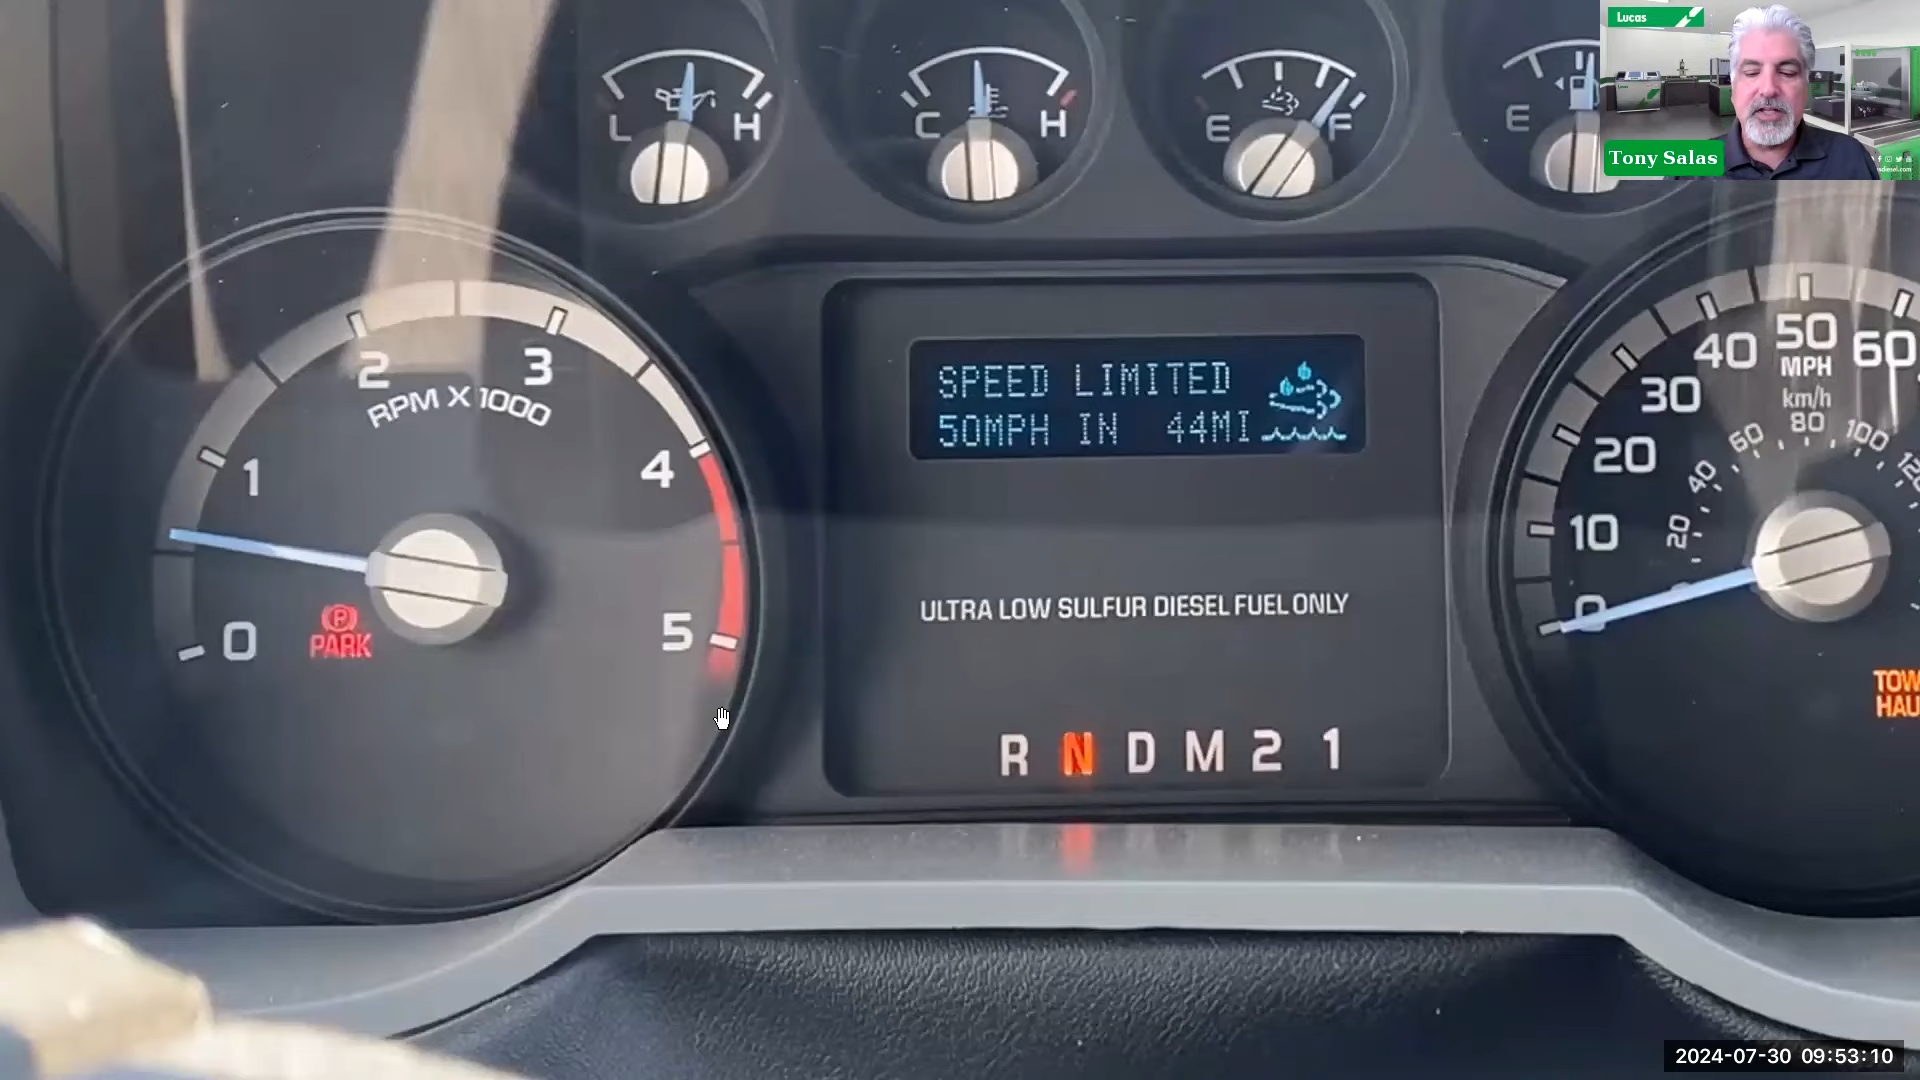 Lucas
Tony Salas
L H
C H
E F
E
SPEED LIMITED
50MPH IN 44MI
ULTRA LOW SULFUR DIESEL FUEL ONLY
R N D M 2 1
0 1 2 3 4 5
RPM X 1000
PARK
0 10 20 30 40 50 60
MPH
km/h
20 40 60 80 100
TOW
HAU
2024-07-30 09:53:10